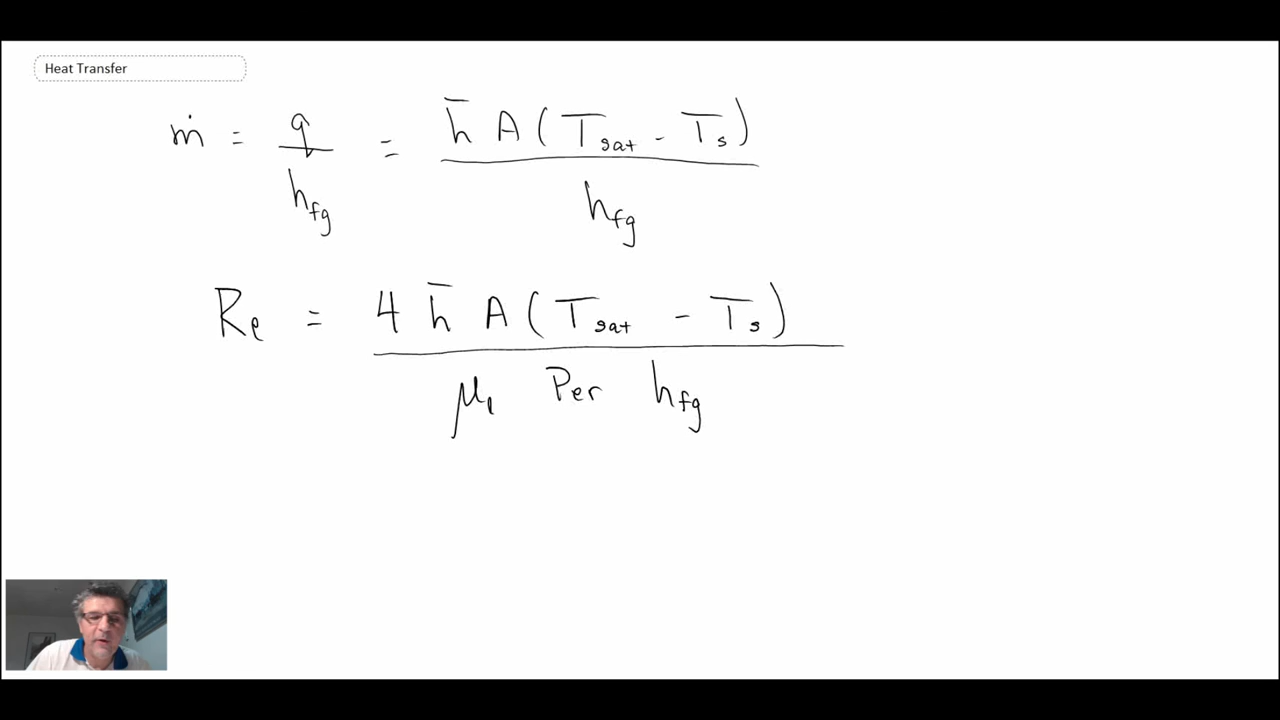 Heat Transfer
ṁ = q / h_fg = h̄ A (T_sat - T_s) / h_fg
Re = 4 h̄ A (T_sat - T_s) / μ_l Per h_fg